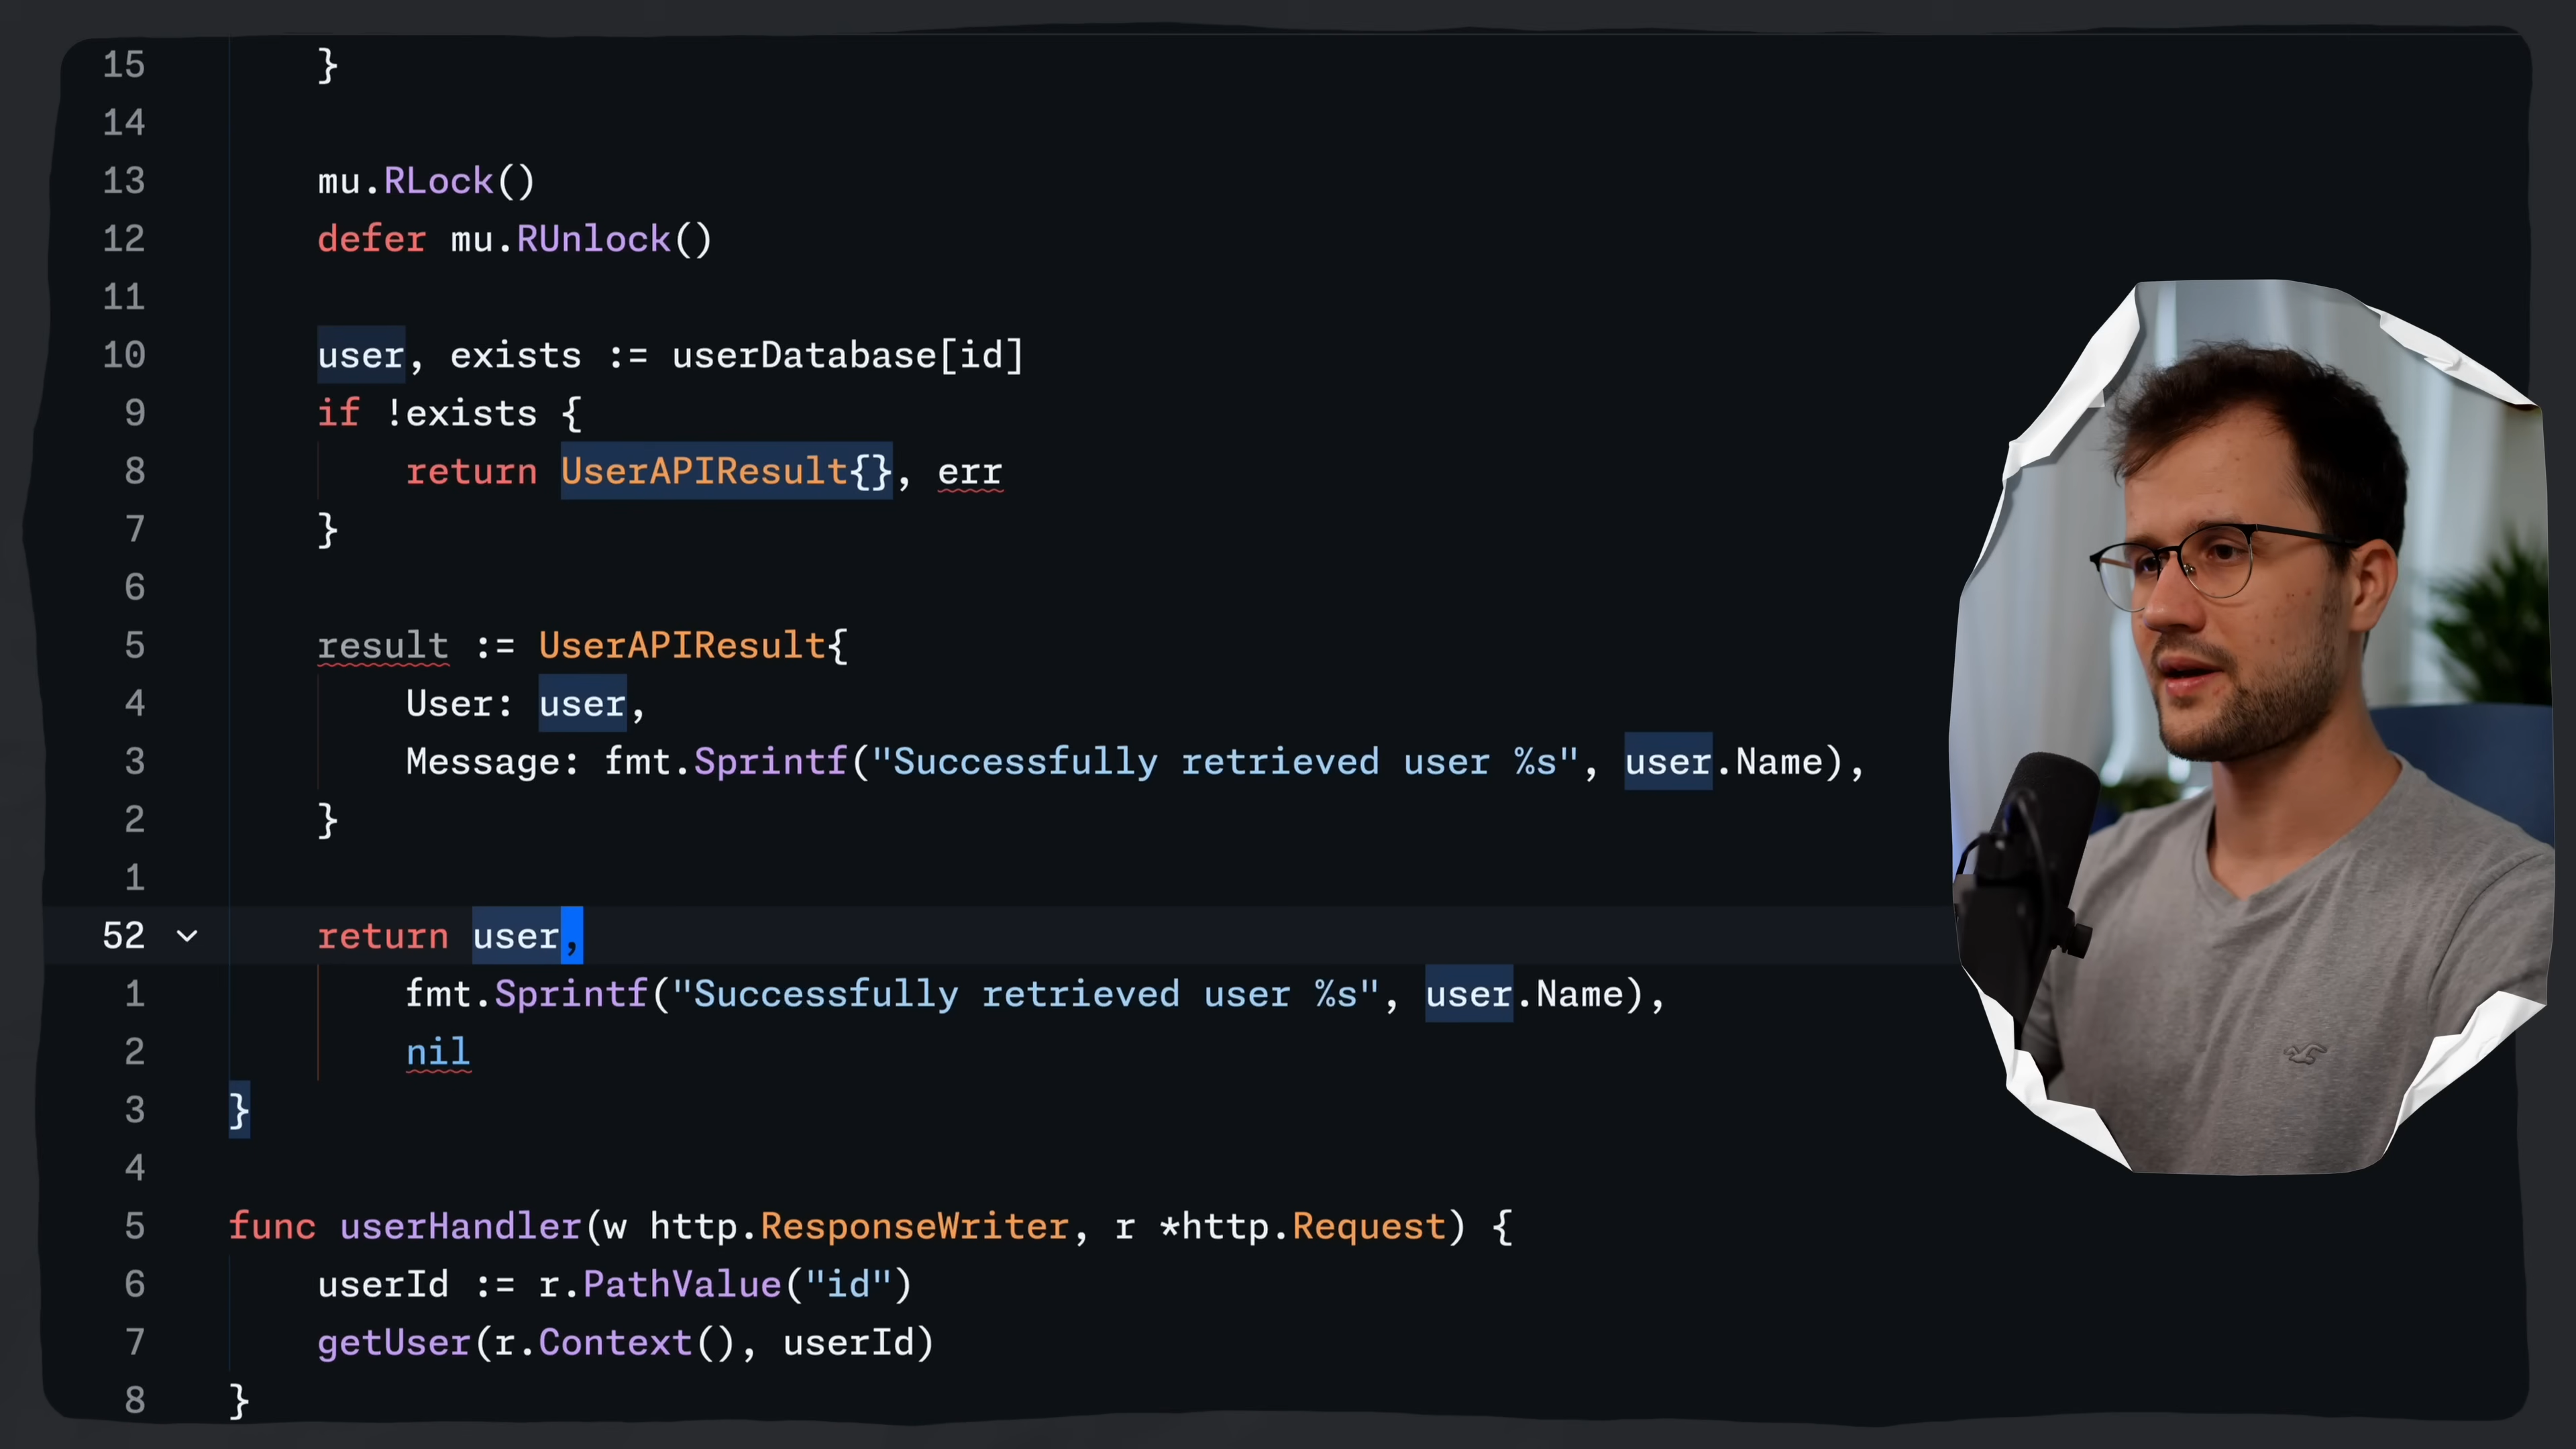 15 }
14
13 mu.RLock()
12 defer mu.RUnlock()
11
10 user, exists := userDatabase[id]
9 if !exists {
8 return UserAPIResult{}, err
7 }
6
5 result := UserAPIResult{
4 User: user,
3 Message: fmt.Sprintf("Successfully retrieved user %s", user.Name),
2 }
1
52 return user,
1 fmt.Sprintf("Successfully retrieved user %s", user.Name),
2 nil
3 }
4
5 func userHandler(w http.ResponseWriter, r *http.Request) {
6 userId := r.PathValue("id")
7 getUser(r.Context(), userId)
8 }